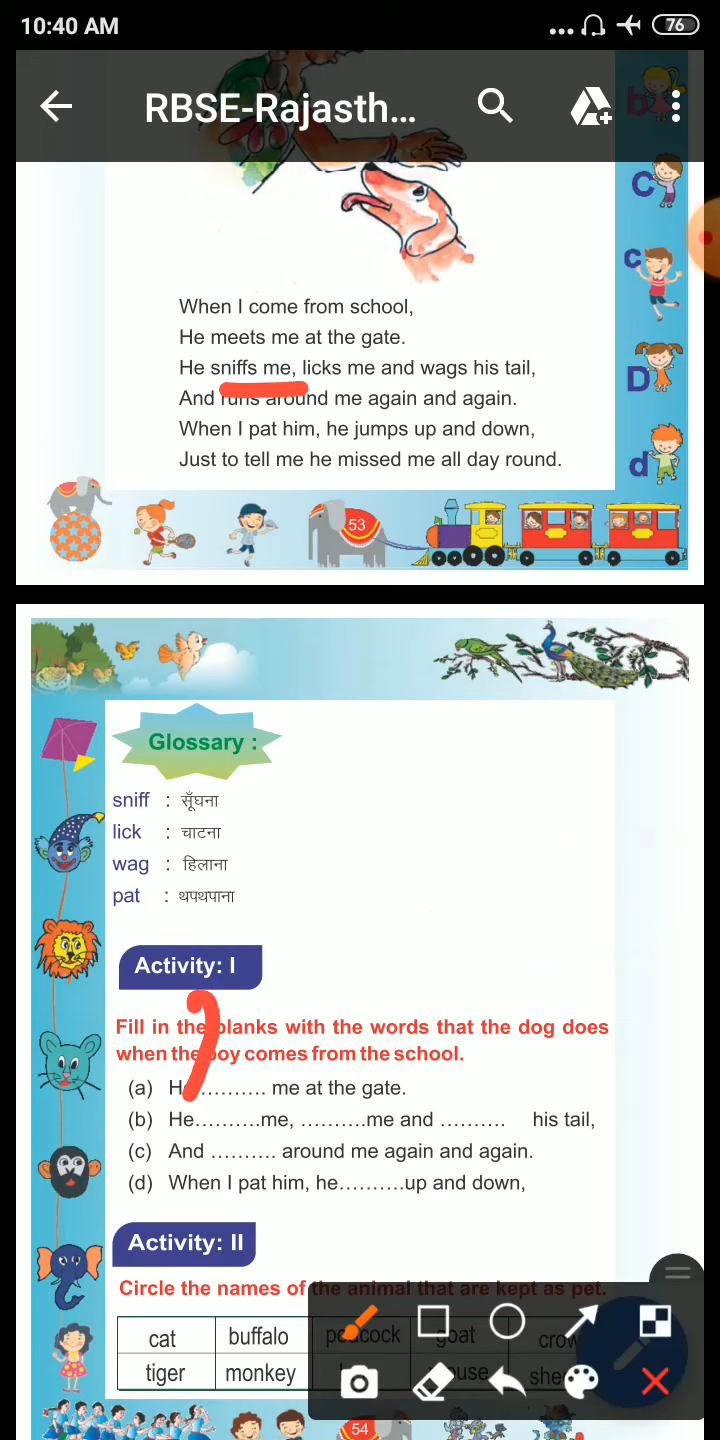 10:40 AM
76
RBSE-Rajasth...
b
C
c
D
d
When I come from school,
He meets me at the gate.
He sniffs me, licks me and wags his tail,
And runs around me again and again.
When I pat him, he jumps up and down,
Just to tell me he missed me all day round.
53
Glossary :
sniff : सूँघना
lick : चाटना
wag : हिलाना
pat : थपथपाना
Activity: I
Fill in the blanks with the words that the dog does
when the boy comes from the school.
(a) He .......... me at the gate.
(b) He..........me, ..........me and .......... his tail,
(c) And .......... around me again and again.
(d) When I pat him, he..........up and down,
Activity: II
Circle the names of the animal that are kept as pet.
cat buffalo peacock goat crow
tiger monkey
54